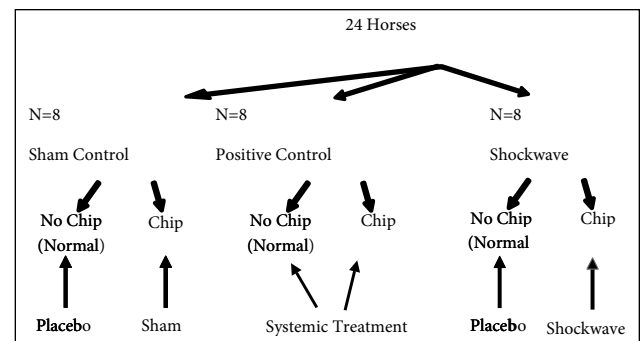 24 Horses
N=8 N=8 N=8
Sham Control Positive Control Shockwave
No Chip Chip No Chip Chip No Chip Chip
(Normal) (Normal) (Normal
Placebo Sham Systemic Treatment Placebo Shockwave